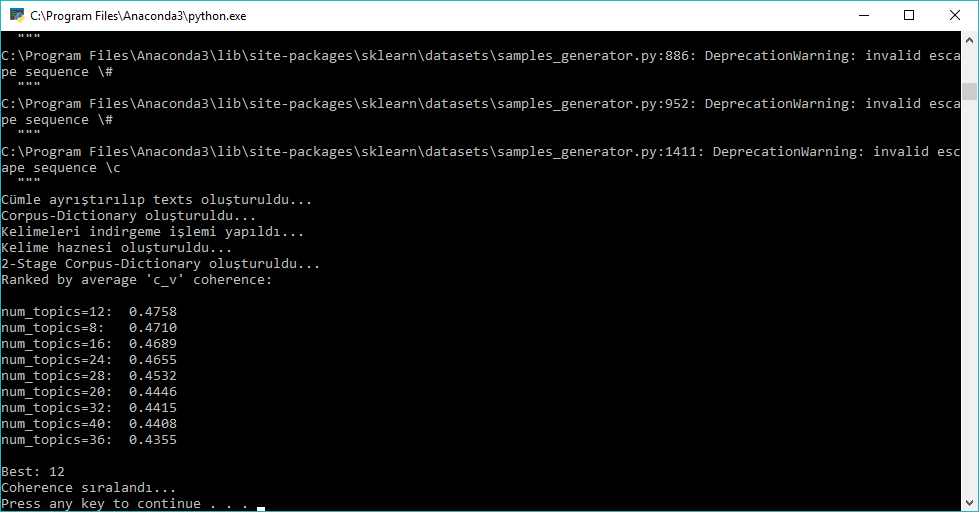 C:\Program Files\Anaconda3\python.exe
"""
C:\Program Files\Anaconda3\lib\site-packages\sklearn\datasets\samples_generator.py:886: DeprecationWarning: invalid esca
pe sequence \#
"""
C:\Program Files\Anaconda3\lib\site-packages\sklearn\datasets\samples_generator.py:952: DeprecationWarning: invalid esca
pe sequence \#
"""
C:\Program Files\Anaconda3\lib\site-packages\sklearn\datasets\samples_generator.py:1411: DeprecationWarning: invalid esc
ape sequence \c
"""
Cümle ayrıştırılıp texts oluşturuldu...
Corpus-Dictionary oluşturuldu...
Kelimeleri indirgeme işlemi yapıldı...
Kelime haznesi oluşturuldu...
2-Stage Corpus-Dictionary oluşturuldu...
Ranked by average 'c_v' coherence:
num_topics=12:  0.4758
num_topics=8:   0.4710
num_topics=16:  0.4689
num_topics=24:  0.4655
num_topics=28:  0.4532
num_topics=20:  0.4446
num_topics=32:  0.4415
num_topics=40:  0.4408
num_topics=36:  0.4355
Best: 12
Coherence sıralandı...
Press any key to continue . . .